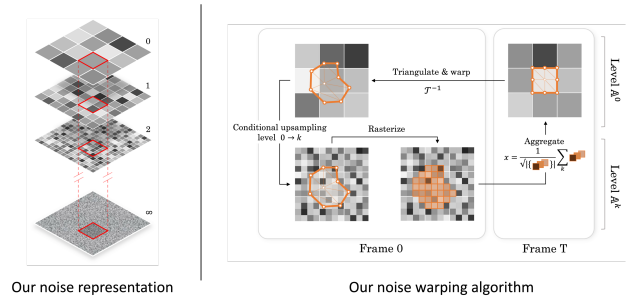 0
1
2
∞
Our noise representation
Triangulate & warp
𝒯⁻¹
Conditional upsampling
level 0 → k
Rasterize
Aggregate
x = 1/√|{ }| ∑ₖ
Frame 0
Frame T
Level 𝔸⁰
Level 𝔸ᵏ
Our noise warping algorithm